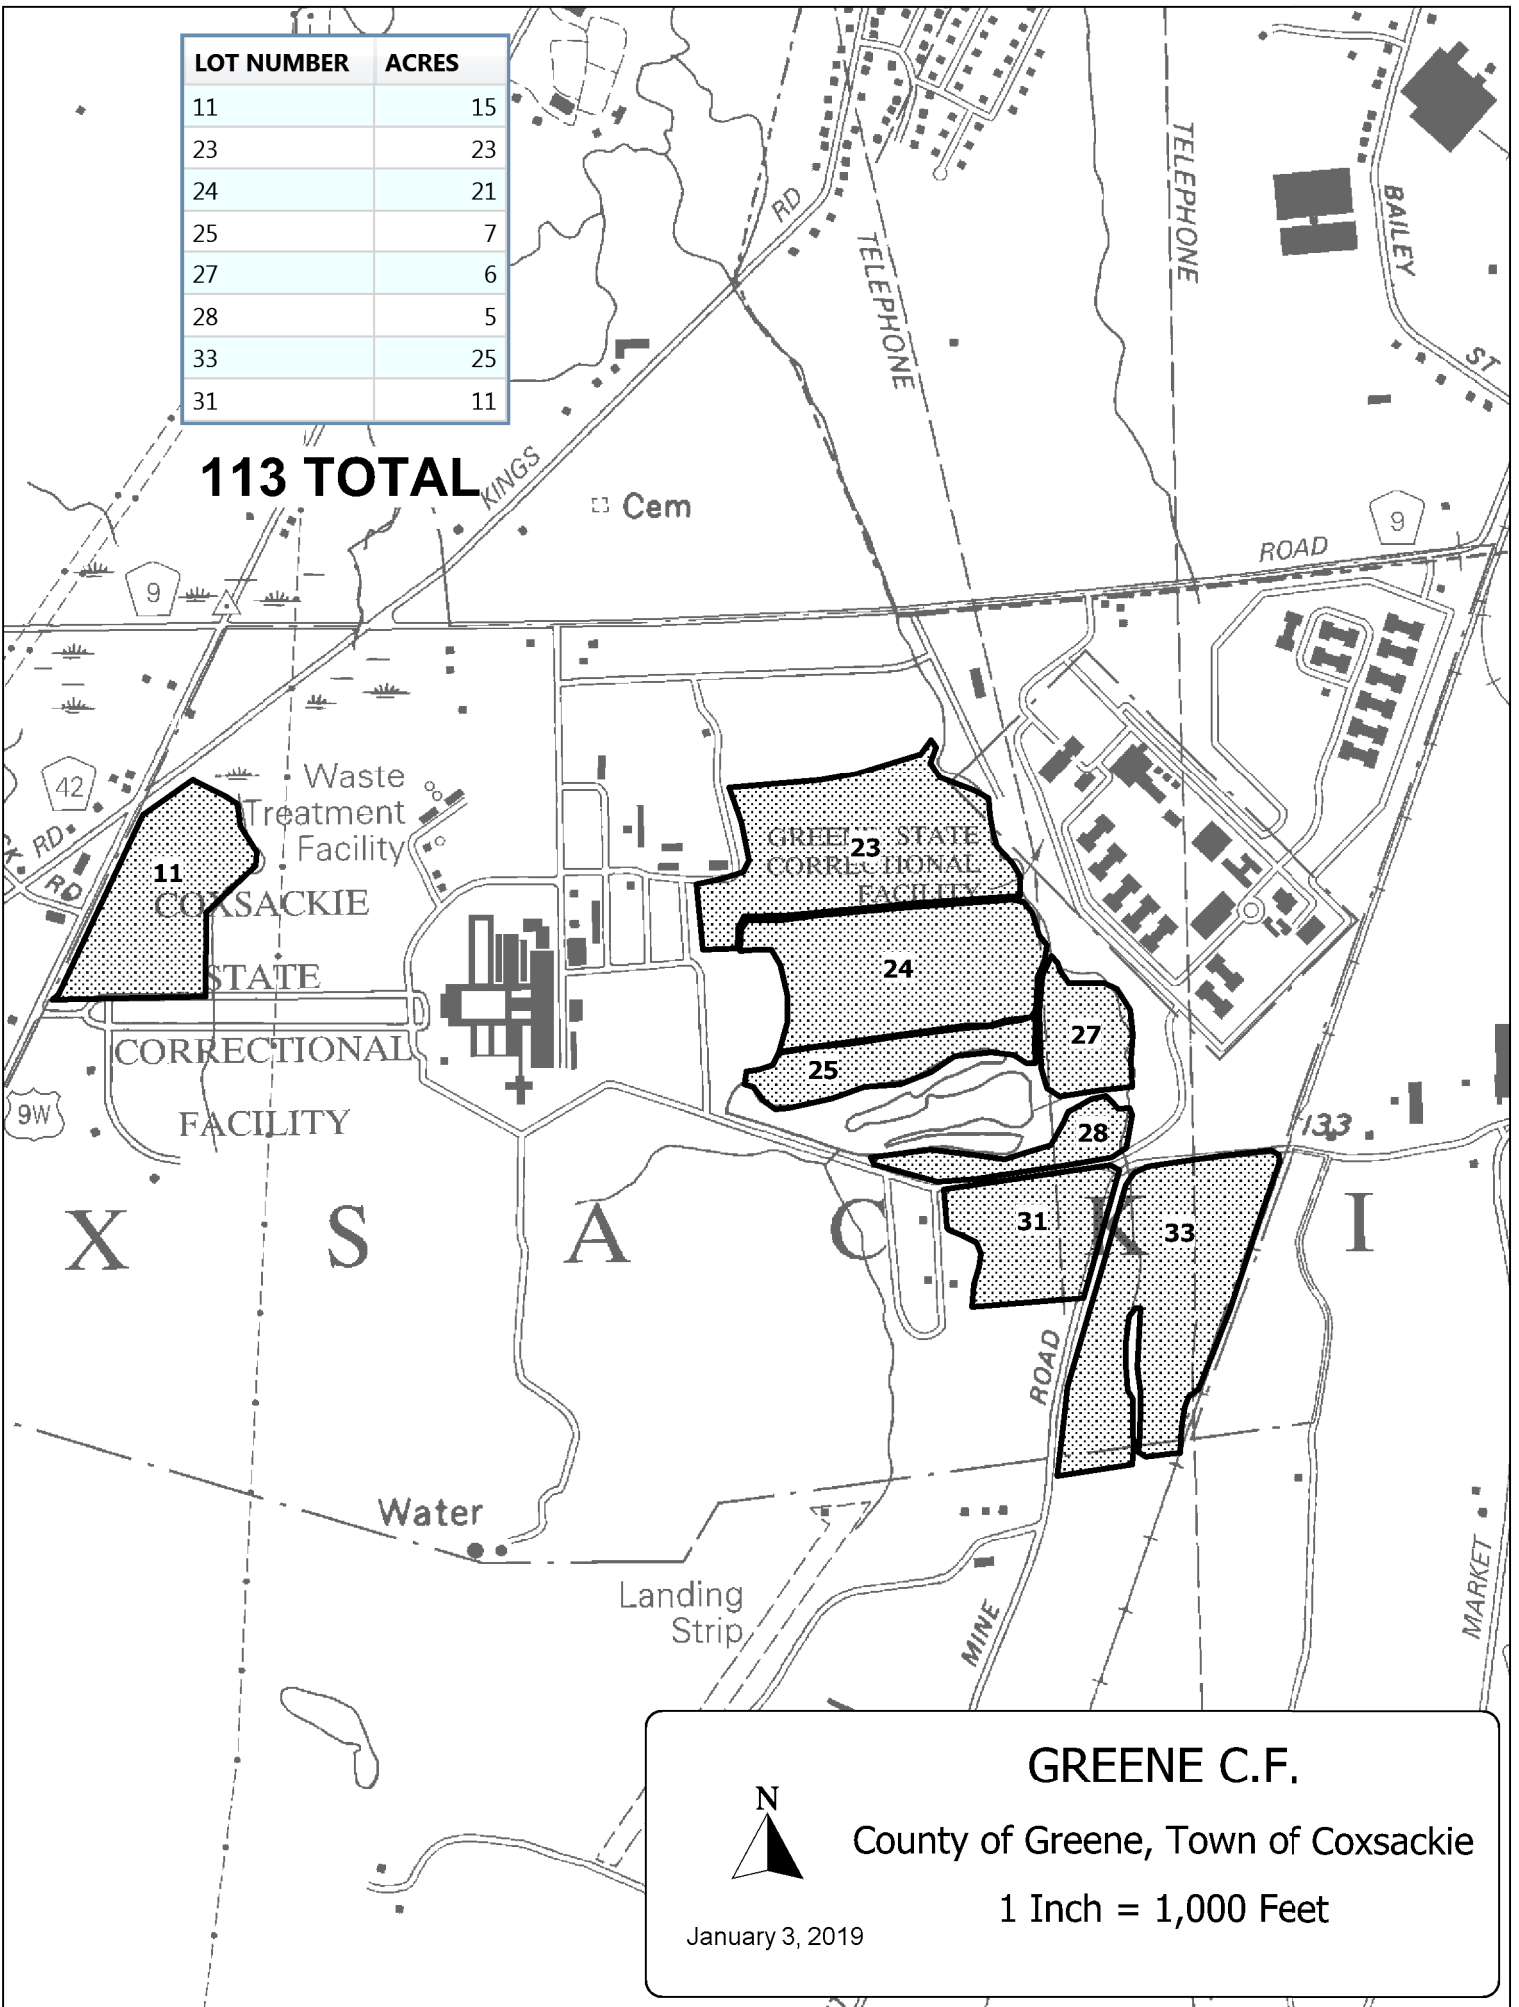 LOT NUMBER ACRES
11 15
23 23
24 21
25 7
27 6
28 5
33 25
31 11
113 TOTAL
KINGS
RD
TELEPHONE
TELEPHONE
BAILEY
ST
Cem
ROAD
9
9
42
RD
RD
Waste
Treatment
Facility
11
COXSACKIE
STATE
CORRECTIONAL
FACILITY
9W
STATE
CORRECTIONAL
FACILITY
23
24
25
27
28
133
31
33
X S A C K I
ROAD
MINE
MARKET
Water
Landing
Strip
N
GREENE C.F.
County of Greene, Town of Coxsackie
1 Inch = 1,000 Feet
January 3, 2019